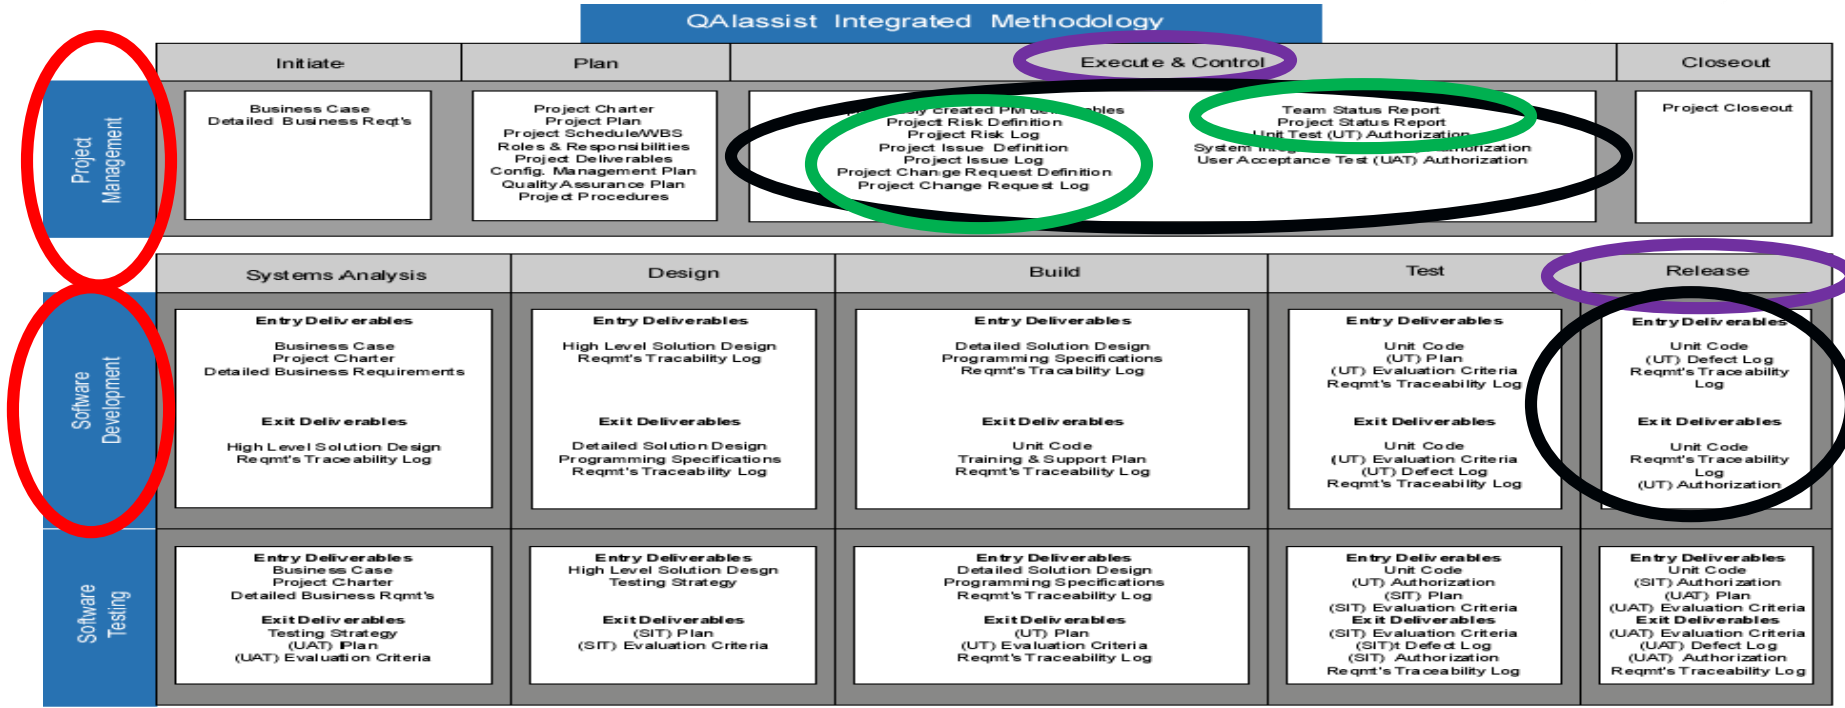 QAIassist Integrated Methodology
Initiate
Plan
Execute & Control
Closeout
Project
Management
Business Case
Detailed Business Reqt's
Project Charter
Project Plan
Project Schedule/WBS
Roles & Responsibilities
Project Deliverables
Config. Management Plan
Quality Assurance Plan
Project Procedures
Created PM
Project Risk Definition
Project Risk Log
Project Issue Definition
Project Issue Log
Project Change Request Definition
Project Change Request Log
Team Status Report
Project Status Report
Unit Test (UT) Authorization
System
User Acceptance Test (UAT) Authorization
Project Closeout
Systems Analysis
Design
Build
Test
Release
Software
Development
Entry Deliverables
Business Case
Project Charter
Detailed Business Requirements
Exit Deliverables
High Level Solution Design
Reqmt's Traceability Log
Entry Deliverables
High Level Solution Design
Reqmt's Tracability Log
Exit Deliverables
Detailed Solution Design
Programming Specifications
Reqmt's Traceability Log
Entry Deliverables
Detailed Solution Design
Programming Specifications
Reqmt's Tracability Log
Exit Deliverables
Unit Code
Training & Support Plan
Reqmt's Traceability Log
Entry Deliverables
Unit Code
(UT) Plan
(UT) Evaluation Criteria
Reqmt's Traceability Log
Exit Deliverables
Unit Code
(UT) Evaluation Criteria
(UT) Defect Log
Reqmt's Traceability Log
Entry Deliverables
Unit Code
(UT) Defect Log
Reqmt's Traceability
Log
Exit Deliverables
Unit Code
Reqmt's Traceability
Log
(UT) Authorization
Software
Testing
Entry Deliverables
Business Case
Project Charter
Detailed Business Rqmt's
Exit Deliverables
Testing Strategy
(UAT) Plan
(UAT) Evaluation Criteria
Entry Deliverables
High Level Solution Desgn
Testing Strategy
Exit Deliverables
(SIT) Plan
(SIT) Evaluation Criteria
Entry Deliverables
Detailed Solution Design
Programming Specifications
Reqmt's Traceability Log
Exit Deliverables
(UT) Plan
(UT) Evaluation Criteria
Reqmt's Traceability Log
Entry Deliverables
Unit Code
(UT) Authorization
(SIT) Plan
(SIT) Evaluation Criteria
Exit Deliverables
(SIT) Evaluation Criteria
(SIT)t Defect Log
(SIT) Authorization
Reqmt's Traceability Log
Entry Deliverables
Unit Code
(SIT) Authorization
(UAT) Plan
(UAT) Evaluation Criteria
Exit Deliverables
(UAT) Evaluation Criteria
(UAT) Defect Log
(UAT) Authorization
Reqmt's Traceability Log